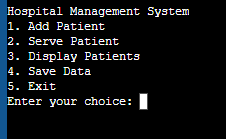 Hospital Management System
1. Add Patient
2. Serve Patient
3. Display Patients
4. Save Data
5. Exit
Enter your choice: